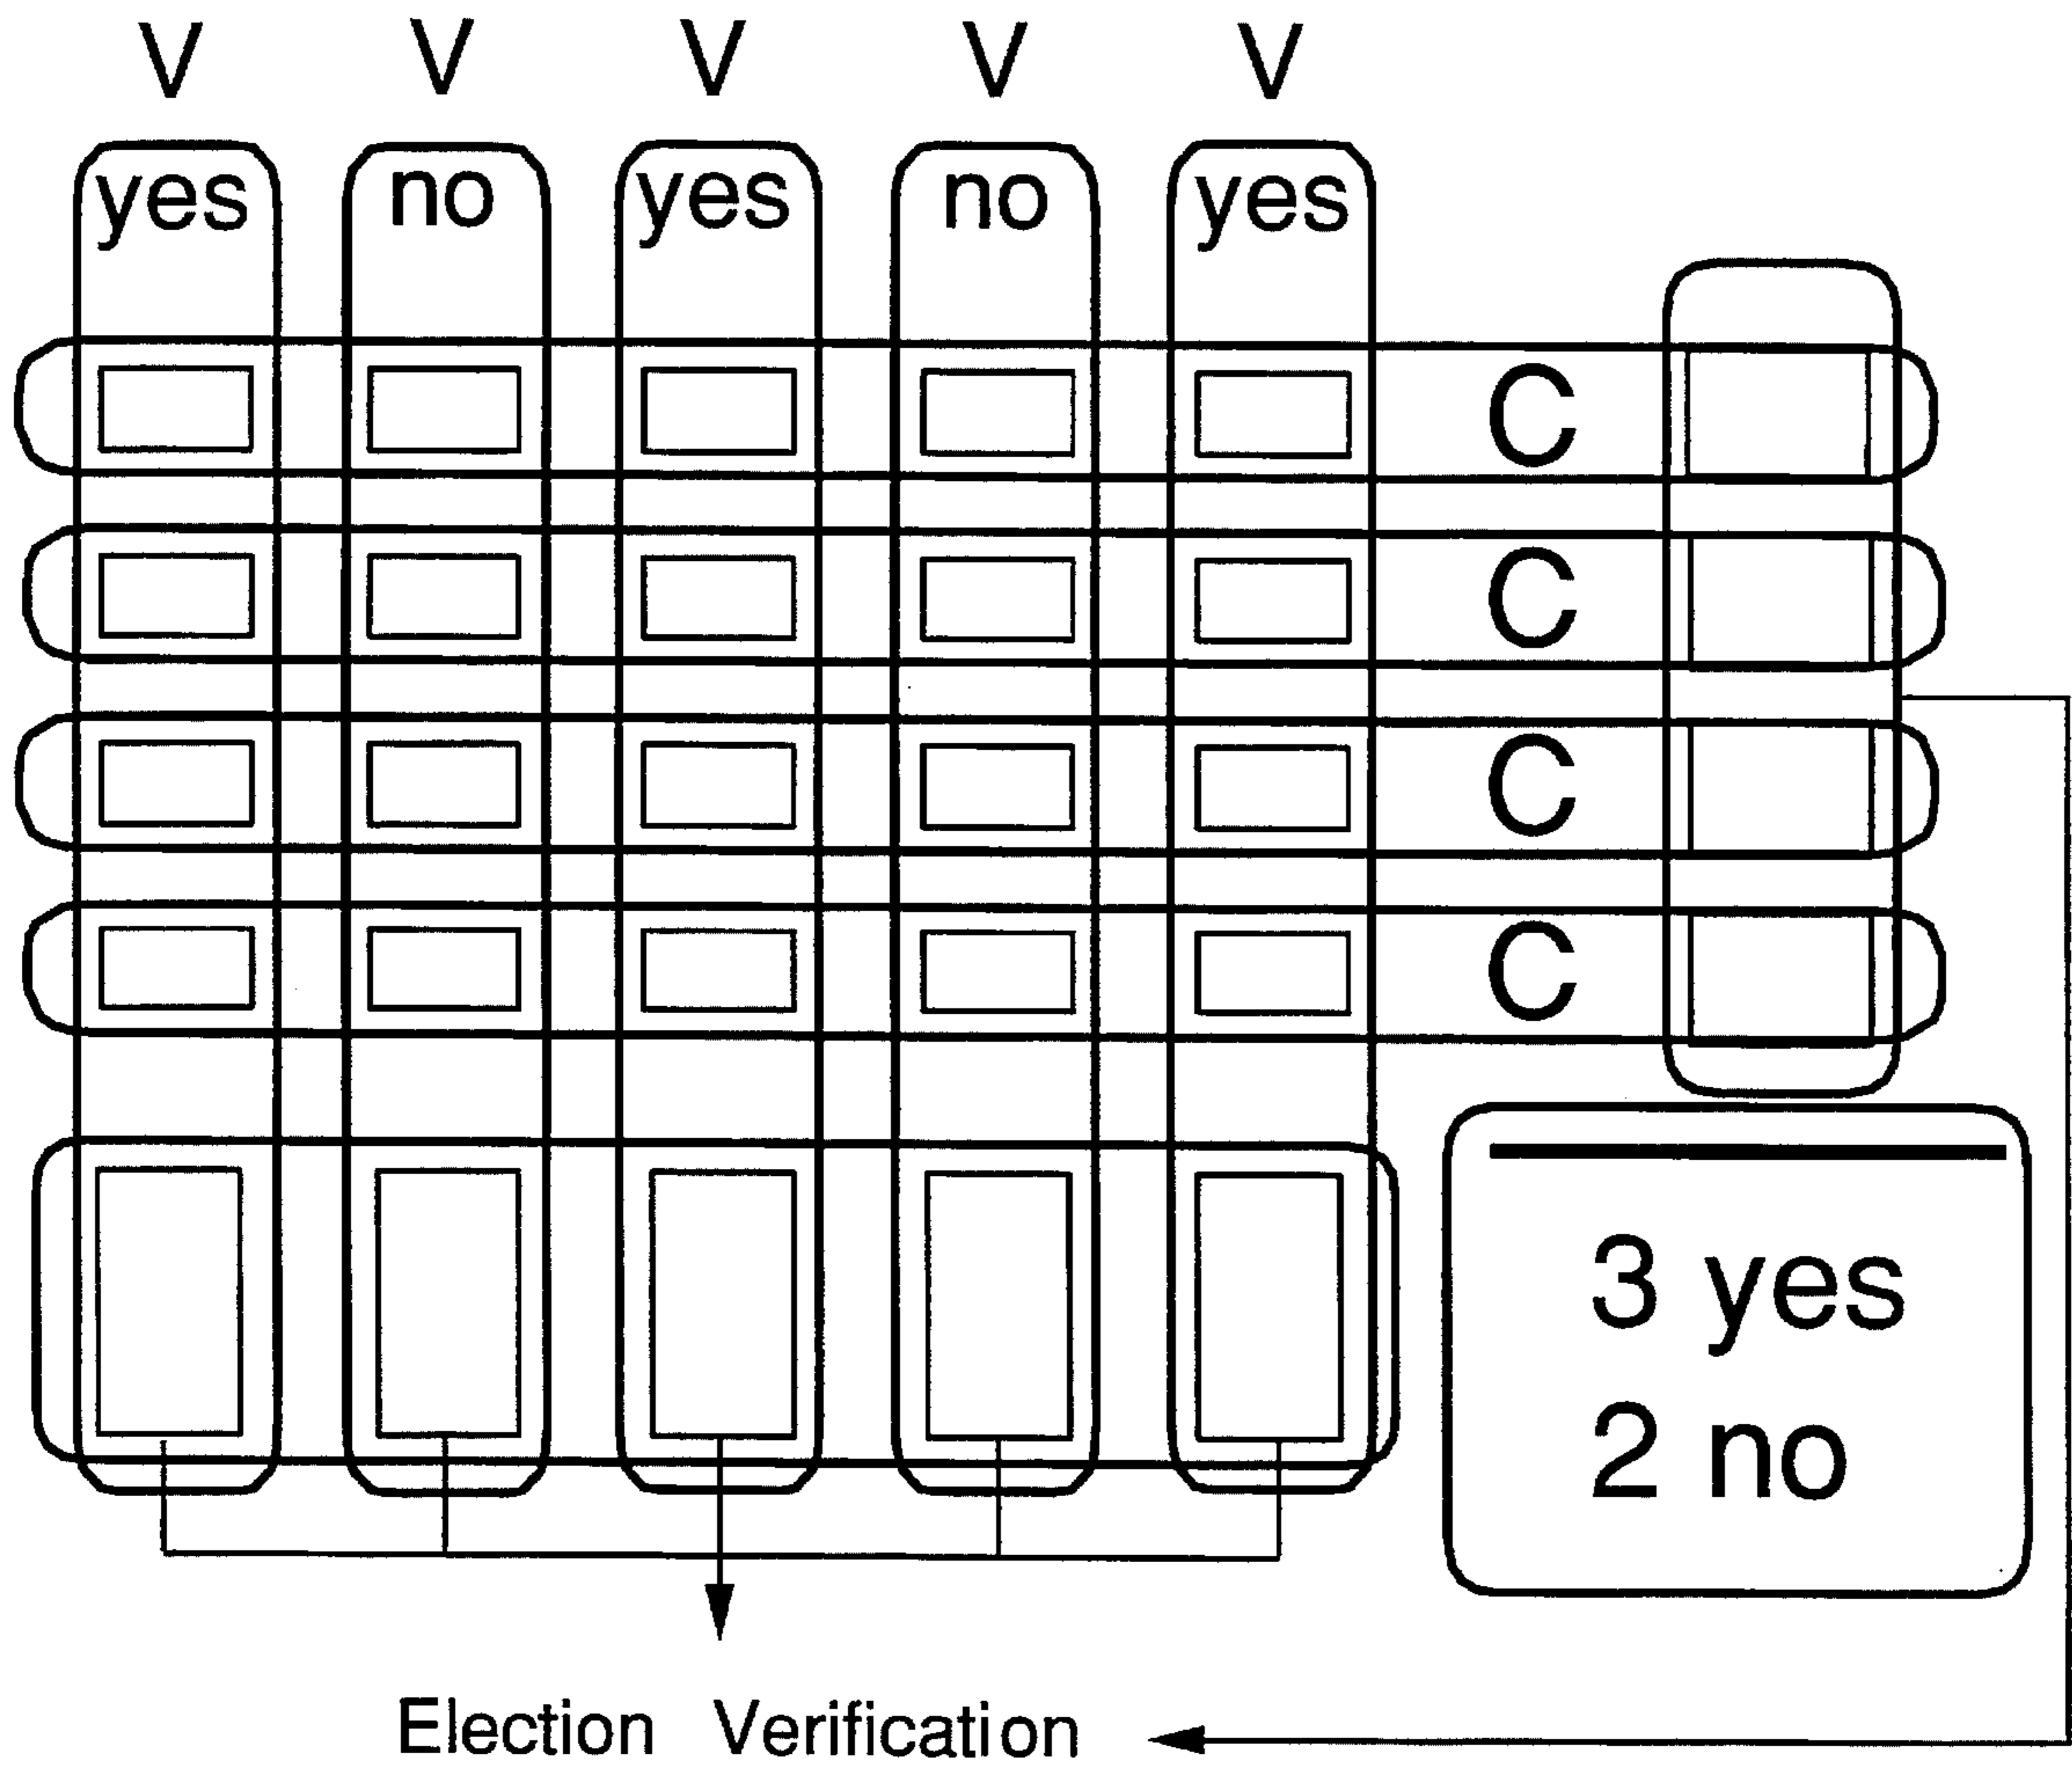 V V V V V
yes no yes no yes
C
C
C
C
3 yes
2 no
Election Verification